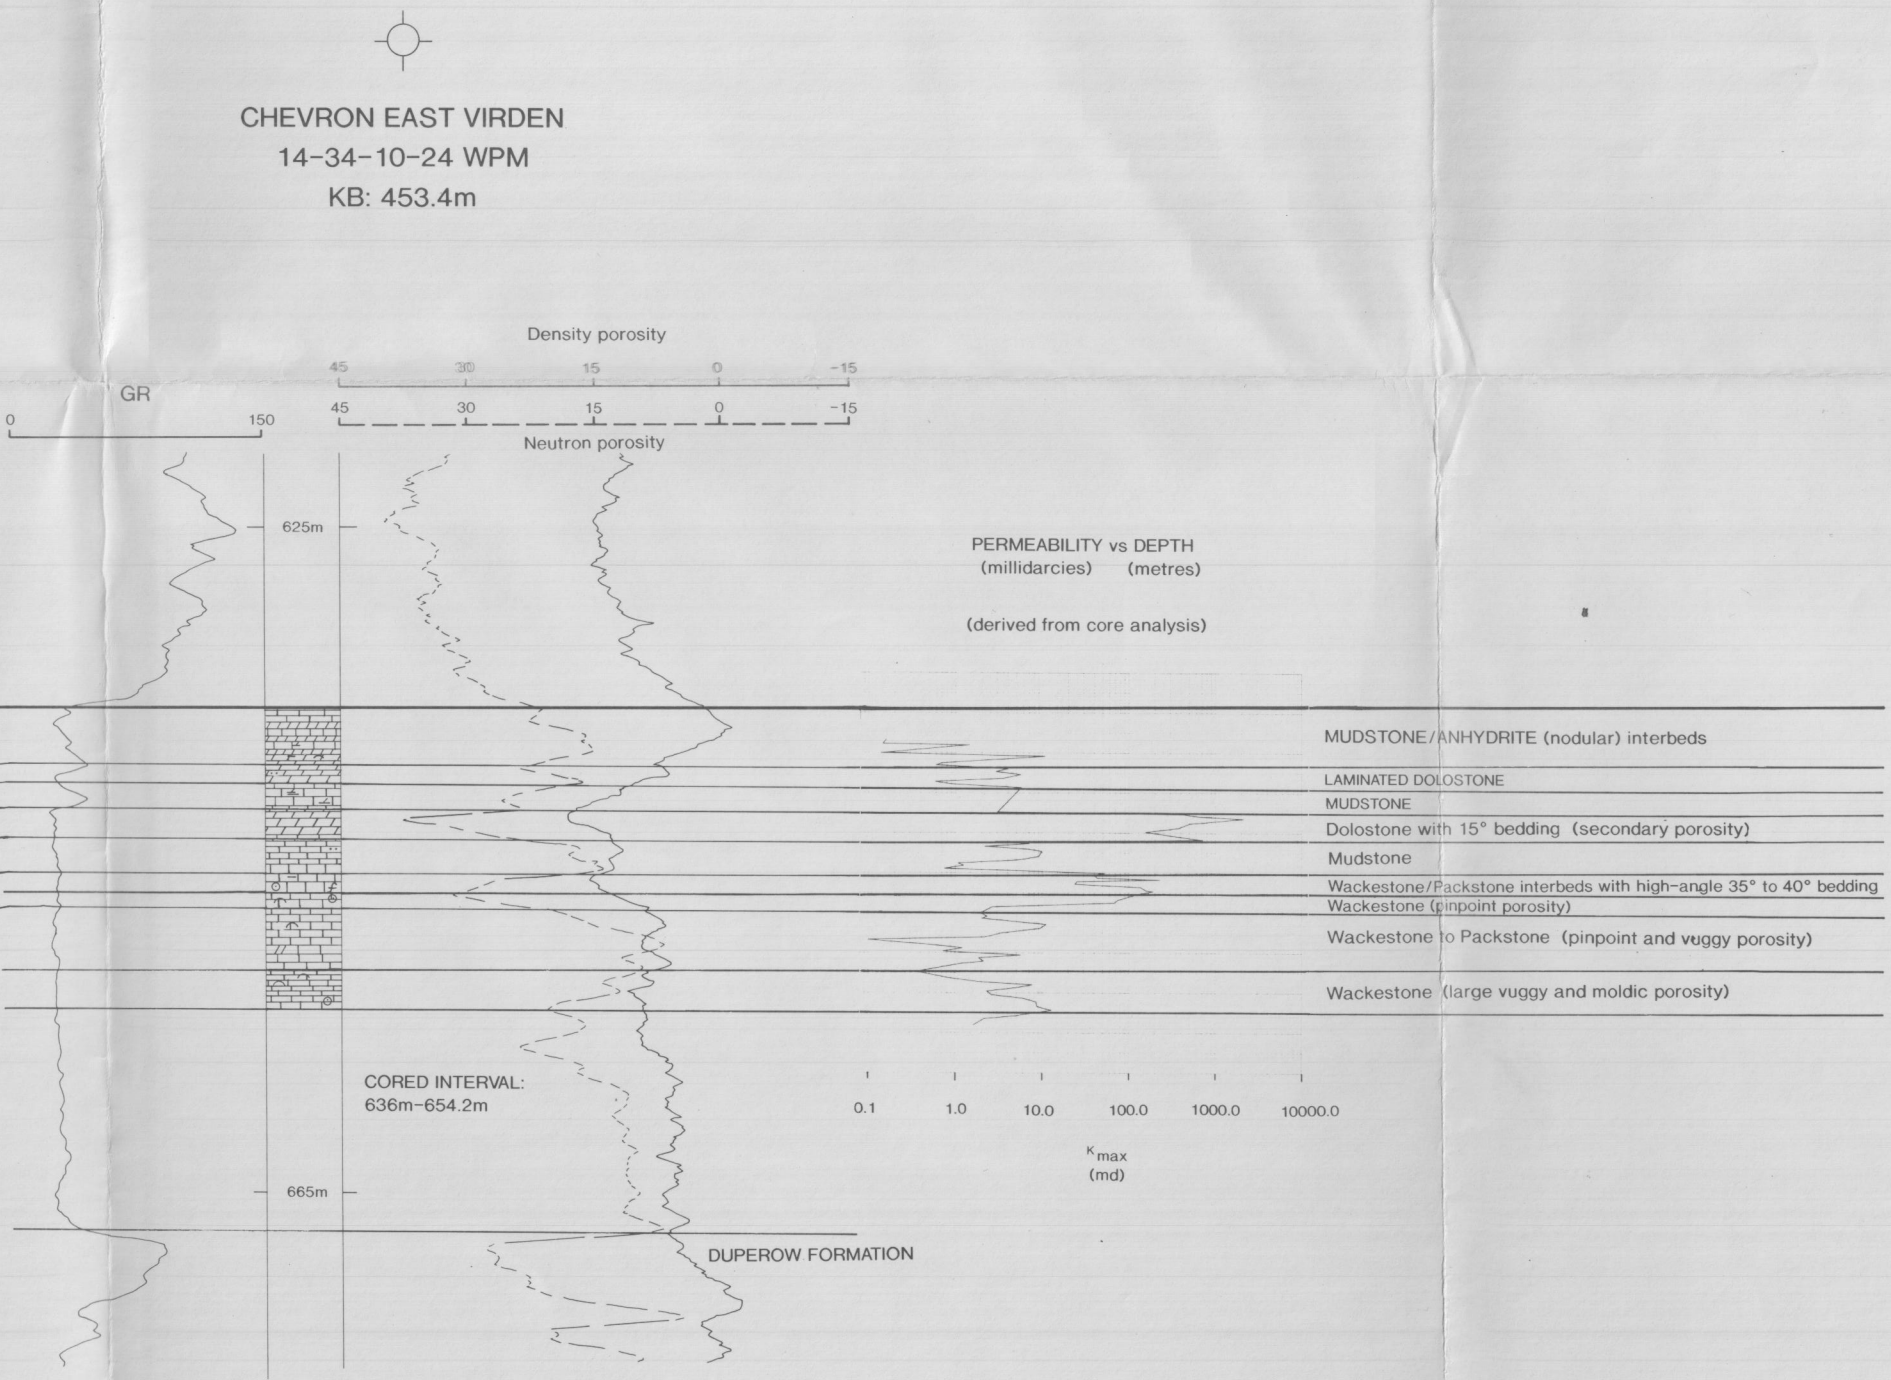 CHEVRON EAST VIRDEN
14-34-10-24 WPM
KB: 453.4m
Density porosity
45 30 15 0 -15
GR
0 150
45 30 15 0 -15
Neutron porosity
625m
PERMEABILITY vs DEPTH
(millidarcies) (metres)
(derived from core analysis)
MUDSTONE/ANHYDRITE (nodular) interbeds
LAMINATED DOLOSTONE
MUDSTONE
Dolostone with 15° bedding (secondary porosity)
Mudstone
Wackestone/Packstone interbeds with high-angle 35° to 40° bedding
Wackestone (pinpoint porosity)
Wackestone to Packstone (pinpoint and vuggy porosity)
Wackestone (large vuggy and moldic porosity)
CORED INTERVAL:
636m-654.2m
0.1 1.0 10.0 100.0 1000.0 10000.0
Kmax
(md)
665m
DUPEROW FORMATION